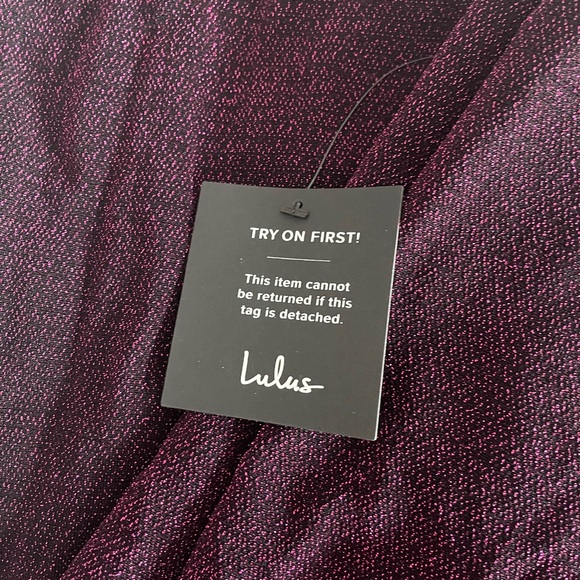 TRY ON FIRST!
This item cannot
be returned if this
tag is detached.
Lulus